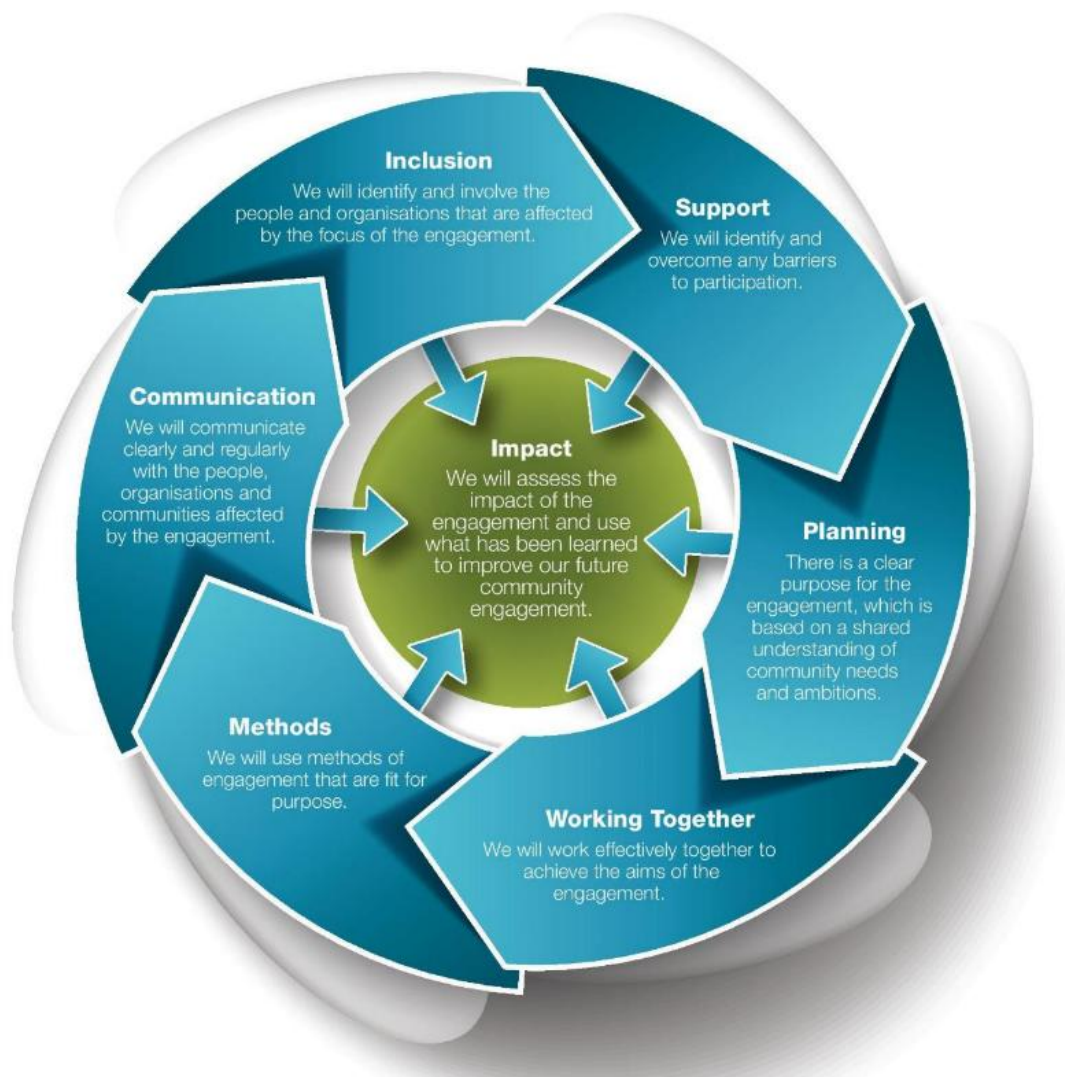 Inclusion
We will identify and involve the
people and organisations that are affected
by the focus of the engagement.
Support
We will identify and
overcome any barriers
to participation.
Planning
There is a clear
purpose for the
engagement, which is
based on a shared
understanding of
community needs
and ambitions.
Working Together
We will work effectively together to
achieve the aims of the
engagement.
Methods
We will use methods of
engagement that are fit for
purpose.
Communication
We will communicate
clearly and regularly
with the people,
organisations and
communities affected
by the engagement.
Impact
We will assess the
impact of the
engagement and use
what has been learned
to improve our future
community
engagement.